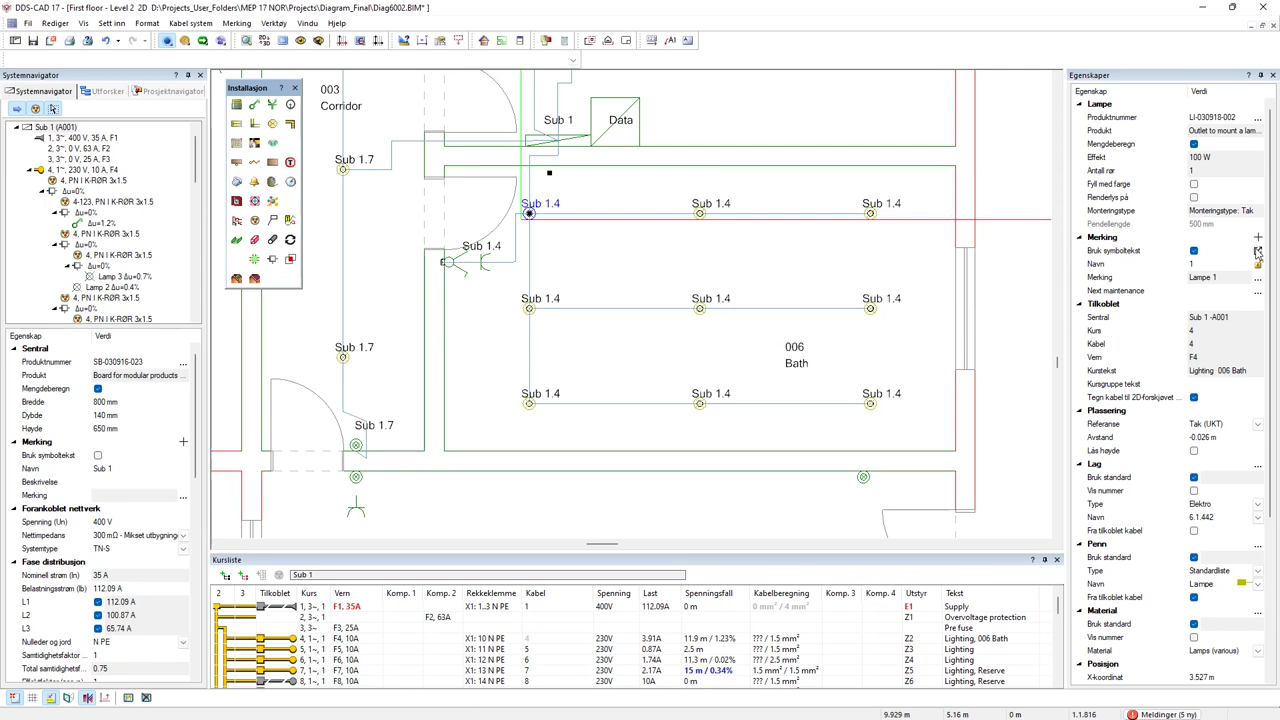 DDS-CAD 17 - [First floor - Level 2  2D  D:\Projects_User_Folders\MEP 17 NOR\Projects\Diagram_Final\Diag6002.BIM* ]
Fil Rediger Vis Sett inn Format Kabel system Merking Verktøy Vindu Hjelp
Systemnavigator
Systemnavigator Utforsker Prosjektnavigator
Sub 1 (A001)
1, 3~, 400 V, 35 A, F1
2, 3~, 0 V, 63 A, F2
3, 3~, 0 V, 25 A, F3
4, 1~, 230 V, 10 A, F4
4, PN I K-RØR 3x1.5
Δu=0%
4-123, PN I K-RØR 3x1.5
Δu=0%
Δu=1.2%
4, PN I K-RØR 3x1.5
Δu=0%
4, PN I K-RØR 3x1.5
Δu=0%
Lamp 3 Δu=0.7%
Lamp 2 Δu=0.4%
4, PN I K-RØR 3x1.5
Δu=0%
4, PN I K-RØR 3x1.5
Egenskap Verdi
Sentral
Produktnummer SB-030916-023 ...
Produkt Board for modular products ...
Mengdeberegn
Bredde 800 mm
Dybde 140 mm
Høyde 650 mm
Merking
Bruk symboltekst
Navn Sub 1
Beskrivelse
Merking ...
Forankoblet nettverk
Spenning (Un) 400 V
Nettimpedans 300 mΩ - Mikset utbygning
Systemtype TN-S
Fase distribusjon
Nominell strøm (In) 35 A
Belastningsstrøm (Ib) 112.09 A
L1 112.09 A
L2 100.87 A
L3 65.74 A
Nulleder og jord N PE
Samtidighetsfaktor 1
Total samtidighetsf... 0.75
Installasjon
003
Corridor
Sub 1
Data
Sub 1.7
Sub 1.4 Sub 1.4 Sub 1.4
Sub 1.4
Sub 1.4 Sub 1.4 Sub 1.4
Sub 1.7
006
Bath
Sub 1.4 Sub 1.4 Sub 1.4
Sub 1.7
Kursliste
Sub 1
2 3 Tilkoblet Kurs Vern Komp. 1 Komp. 2 Rekkeklemme Kabel Spenning Last Spenningsfall Kabelberegning Komp. 3 Komp. 4 Utstyr Tekst
1, 3~, 1 F1, 35A X1: 1..3 N PE 1 400V 112.09A 0 m 0 mm² / 4 mm² E1 Supply
2, 3~, 1 F2, 63A Z1 Overvoltage protection
3, 3~, 1 F3, 25A Z2 Pre fuse
4, 1~, 1 F4, 10A X1: 10 N PE 4 230V 3.91A 11.9 m / 1.23% ??? / 1.5 mm² Z2 Lighting, 006 Bath
5, 1~, 1 F5, 10A X1: 11 N PE 5 230V 0.87A 2.5 m ??? / 1.5 mm² Z3 Lighting
6, 1~, 1 F6, 10A X1: 12 N PE 6 230V 1.74A 11.3 m / 0.02% ??? / 1.5 mm² Z4 Lighting
7, 1~, 1 F7, 10A X1: 13 N PE 7 230V 2.17A 15 m / 0.34% 1.5 mm² / 1.5 mm² Z5 Lighting, Reserve
8, 1~, 1 F8, 10A X1: 14 N PE 8 230V 10A 0 m ??? / 1.5 mm² Z6 Lighting, Reserve
Egenskaper
Egenskap Verdi
Lampe
Produktnummer LI-030918-002 ...
Produkt Outlet to mount a lam...
Mengdeberegn
Effekt 100 W
Antall rør 1
Fyll med farge
Renderlys på
Monteringstype Monteringstype: Tak
Pendellengde 500 mm
Merking
Bruk symboltekst
Navn 1
Merking Lampe 1 ...
Next maintenance ...
Tilkoblet
Sentral Sub 1 -A001
Kurs 4
Kabel 4
Vern F4
Kurstekst Lighting  006 Bath
Kursgruppe tekst
Tegn kabel til 2D-forskjøvet ...
Plassering
Referanse Tak (UKT)
Avstand -0.026 m
Lås høyde
Lag
Bruk standard
Vis nummer
Type Elektro
Navn 6.1.442
Fra tilkoblet kabel
Penn ...
Bruk standard
Type Standardliste
Navn Lampe
Fra tilkoblet kabel
Material ...
Bruk standard
Vis nummer
Material Lamps (various)
Posisjon
X-koordinat 3.527 m
9.929 m 5.16 m 0 m 1.1.816 Meldinger (5 ny)